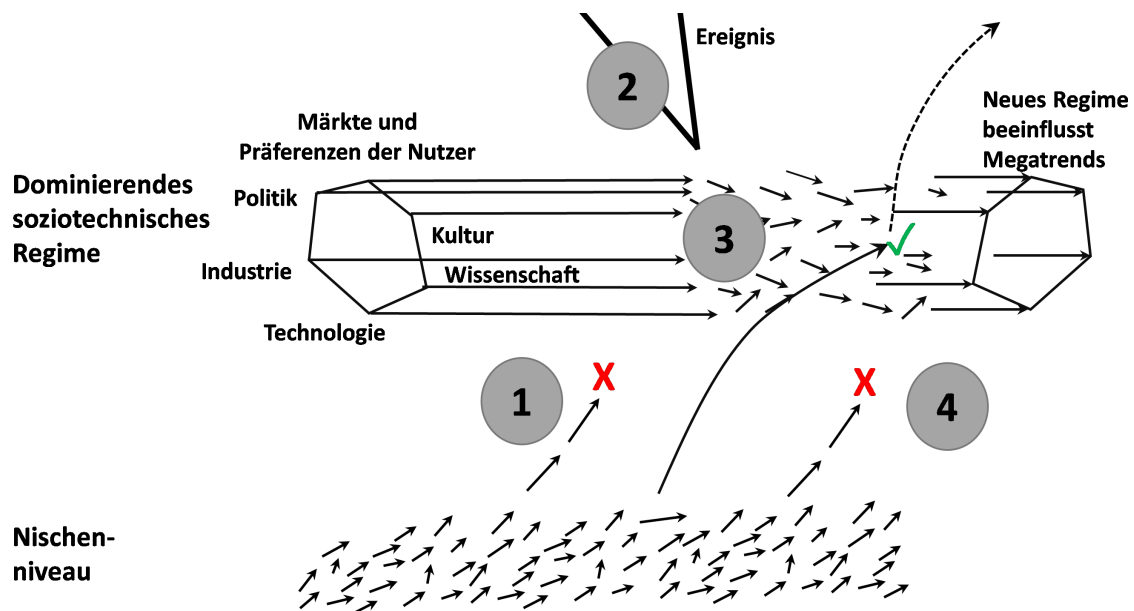 Ereignis
2
Neues Regime
beeinflusst
Megatrends
Märkte und
Präferenzen der Nutzer
Dominierendes
soziotechnisches
Regime
Politik
3
Kultur
Industrie
Wissenschaft
Technologie
1
X
X
4
Nischen-
niveau